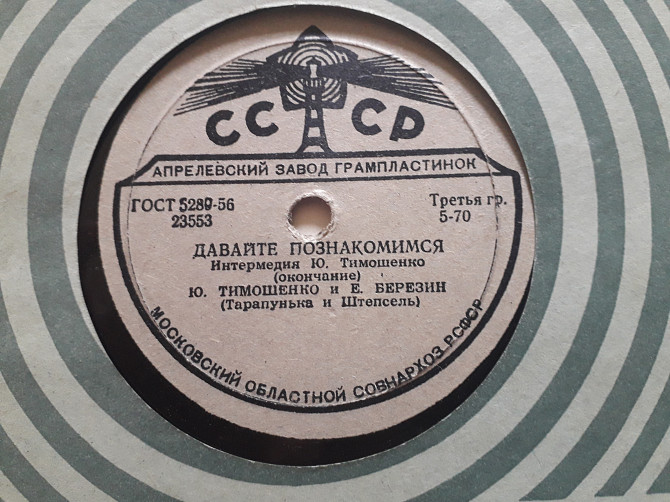 СССР
АПРЕЛЕВСКИЙ ЗАВОД ГРАМПЛАСТИНОК
ГОСТ 5289-56 Третья гр.
23553 5-70
ДАВАЙТЕ ПОЗНАКОМИМСЯ
Интермедия Ю. Тимошенко
(окончание)
Ю. ТИМОШЕНКО и Е. БЕРЕЗИН
(Тарапунька и Штепсель)
МОСКОВСКИЙ ОБЛАСТНОЙ СОВНАРХОЗ РСФСР